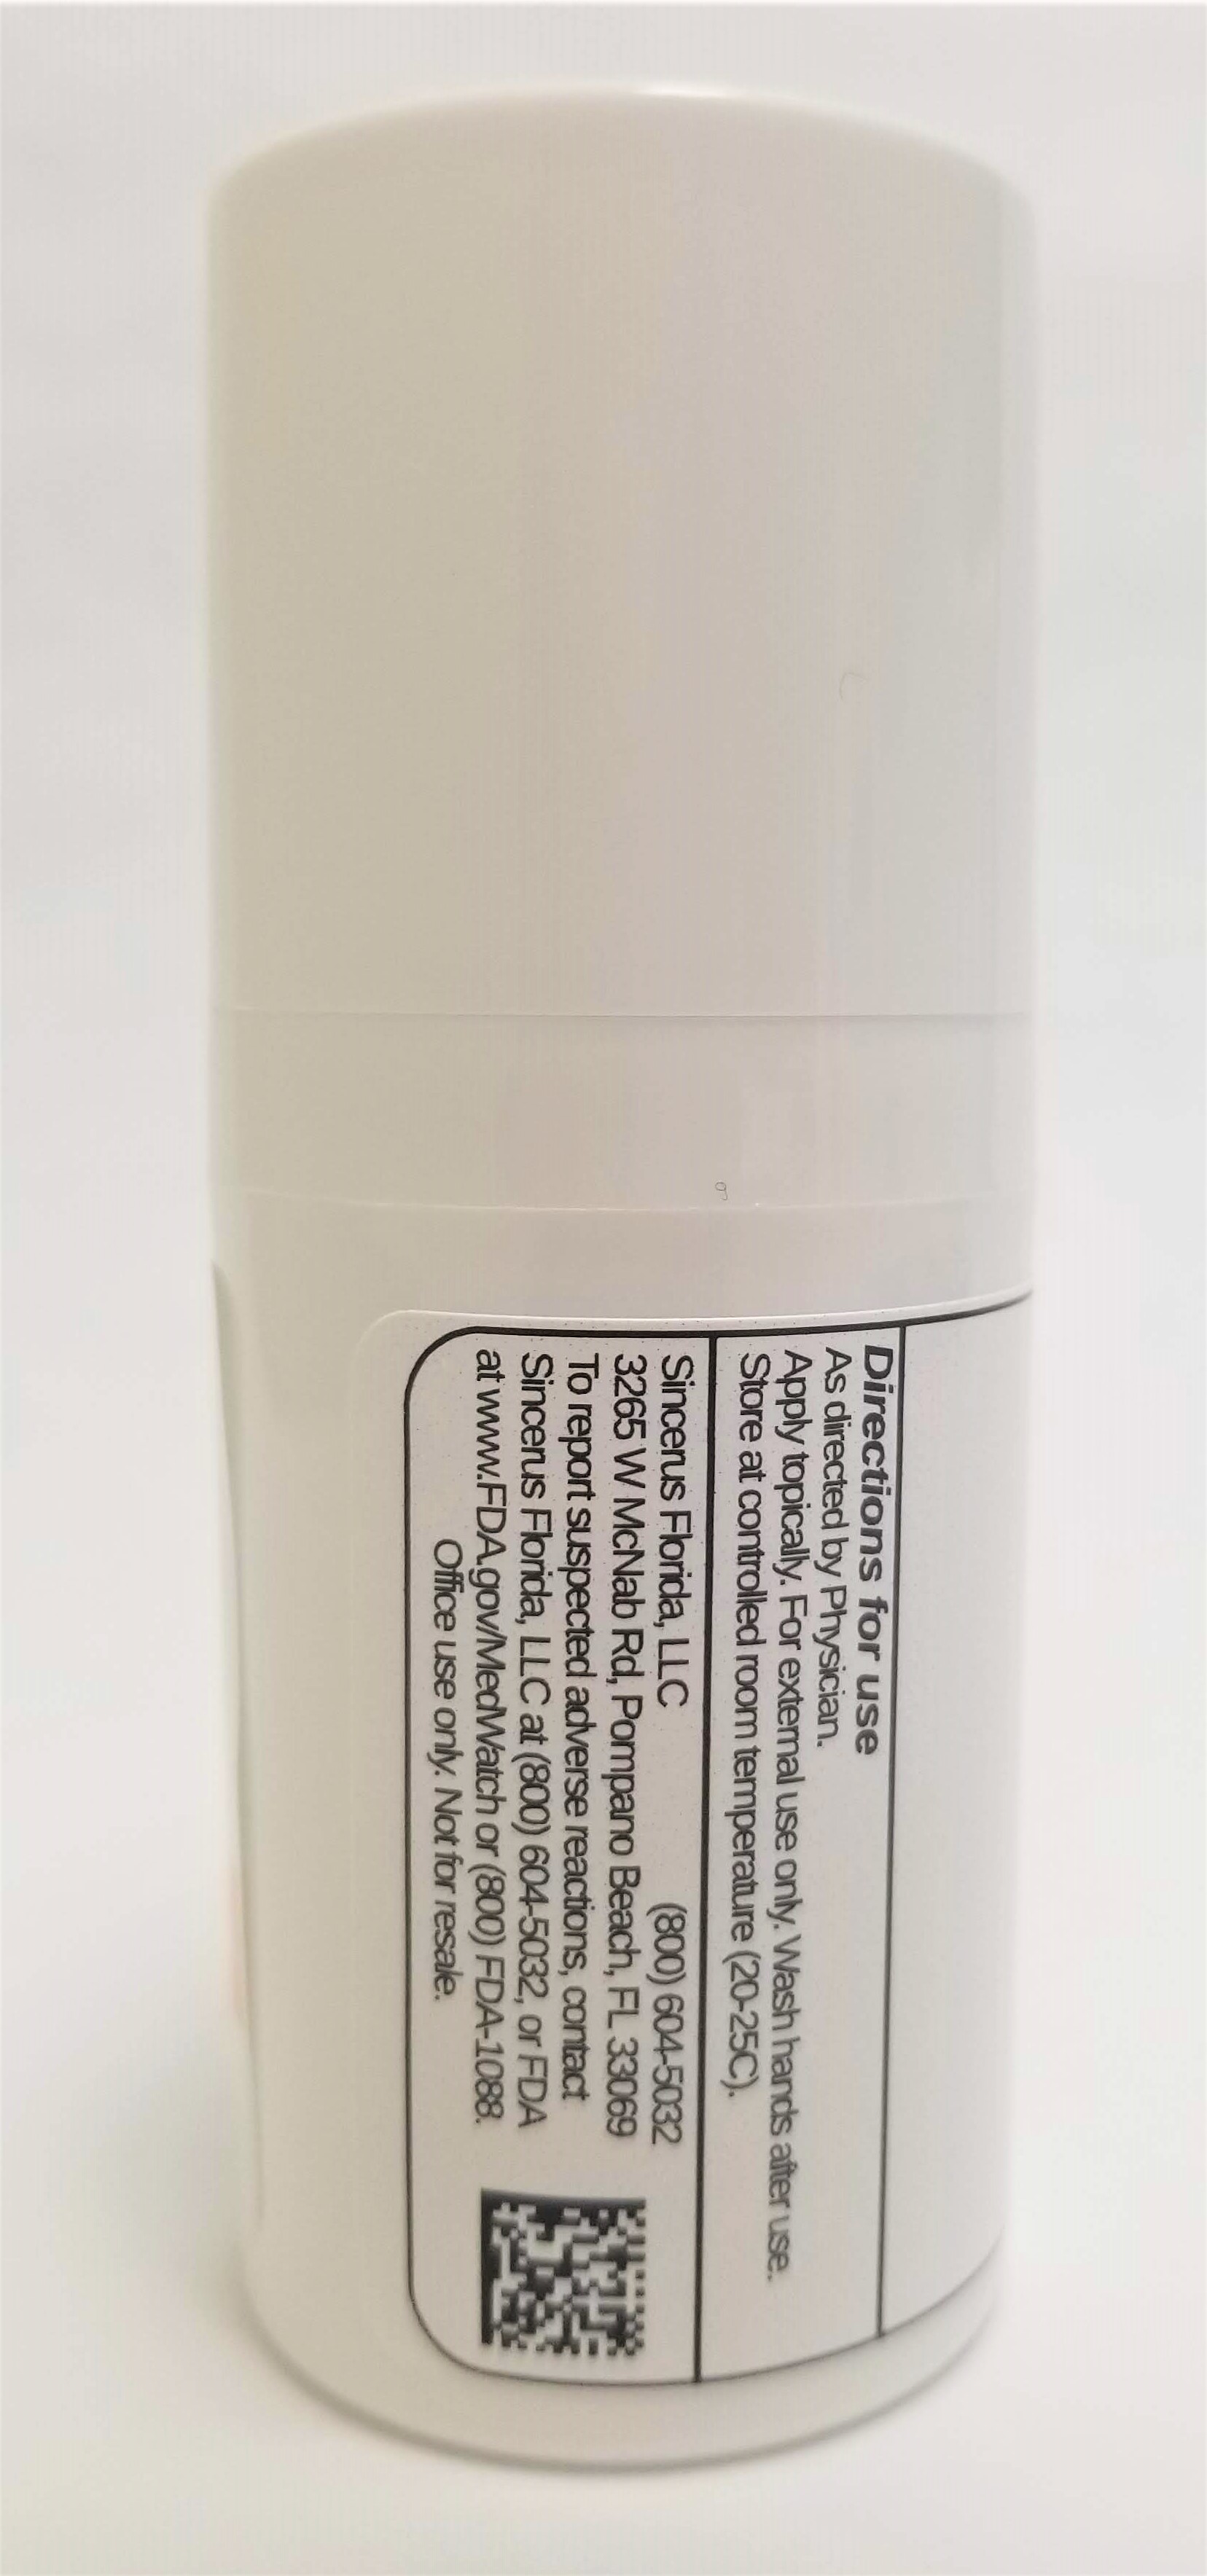 Directions for use
As directed by Physician.
Apply topically. For external use only. Wash hands after use.
Store at controlled room temperature (20-25C).
Sincerus Florida, LLC (800) 604-5032
3265 W McNab Rd, Pompano Beach, FL 33069
To report suspected adverse reactions, contact
Sincerus Florida, LLC at (800) 604-5032, or FDA
at www.FDA.gov/MedWatch or (800) FDA-1088.
Office use only. Not for resale.